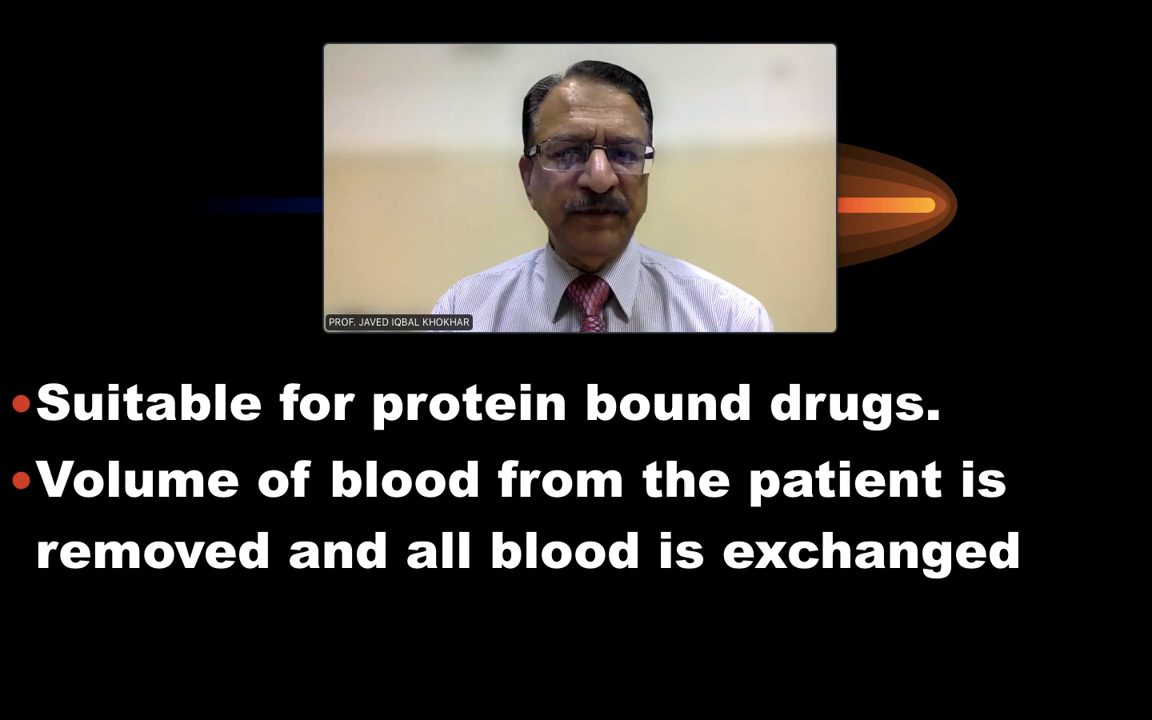 PROF. JAVED IQBAL KHOKHAR
•Suitable for protein bound drugs.
•Volume of blood from the patient is
removed and all blood is exchanged